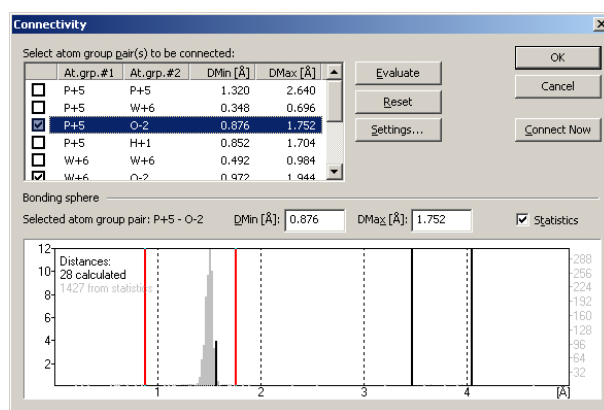 Connectivity
Select atom group pair(s) to be connected:
At.grp.#1 At.grp.#2 DMin [Å] DMax [Å]
P+5 P+5 1.320 2.640
P+5 W+6 0.348 0.696
P+5 O-2 0.876 1.752
P+5 H+1 0.852 1.704
W+6 W+6 0.492 0.984
W+6 O-2 0.972 1.944
Evaluate
Reset
Settings...
OK
Cancel
Connect Now
Bonding sphere
Selected atom group pair: P+5 - O-2 DMin [Å]: 0.876 DMax [Å]: 1.752 Statistics
Distances:
28 calculated
1427 from statistics
12
10
8
6
4
2
288
256
224
192
160
128
96
64
32
1 2 3 4 [Å]